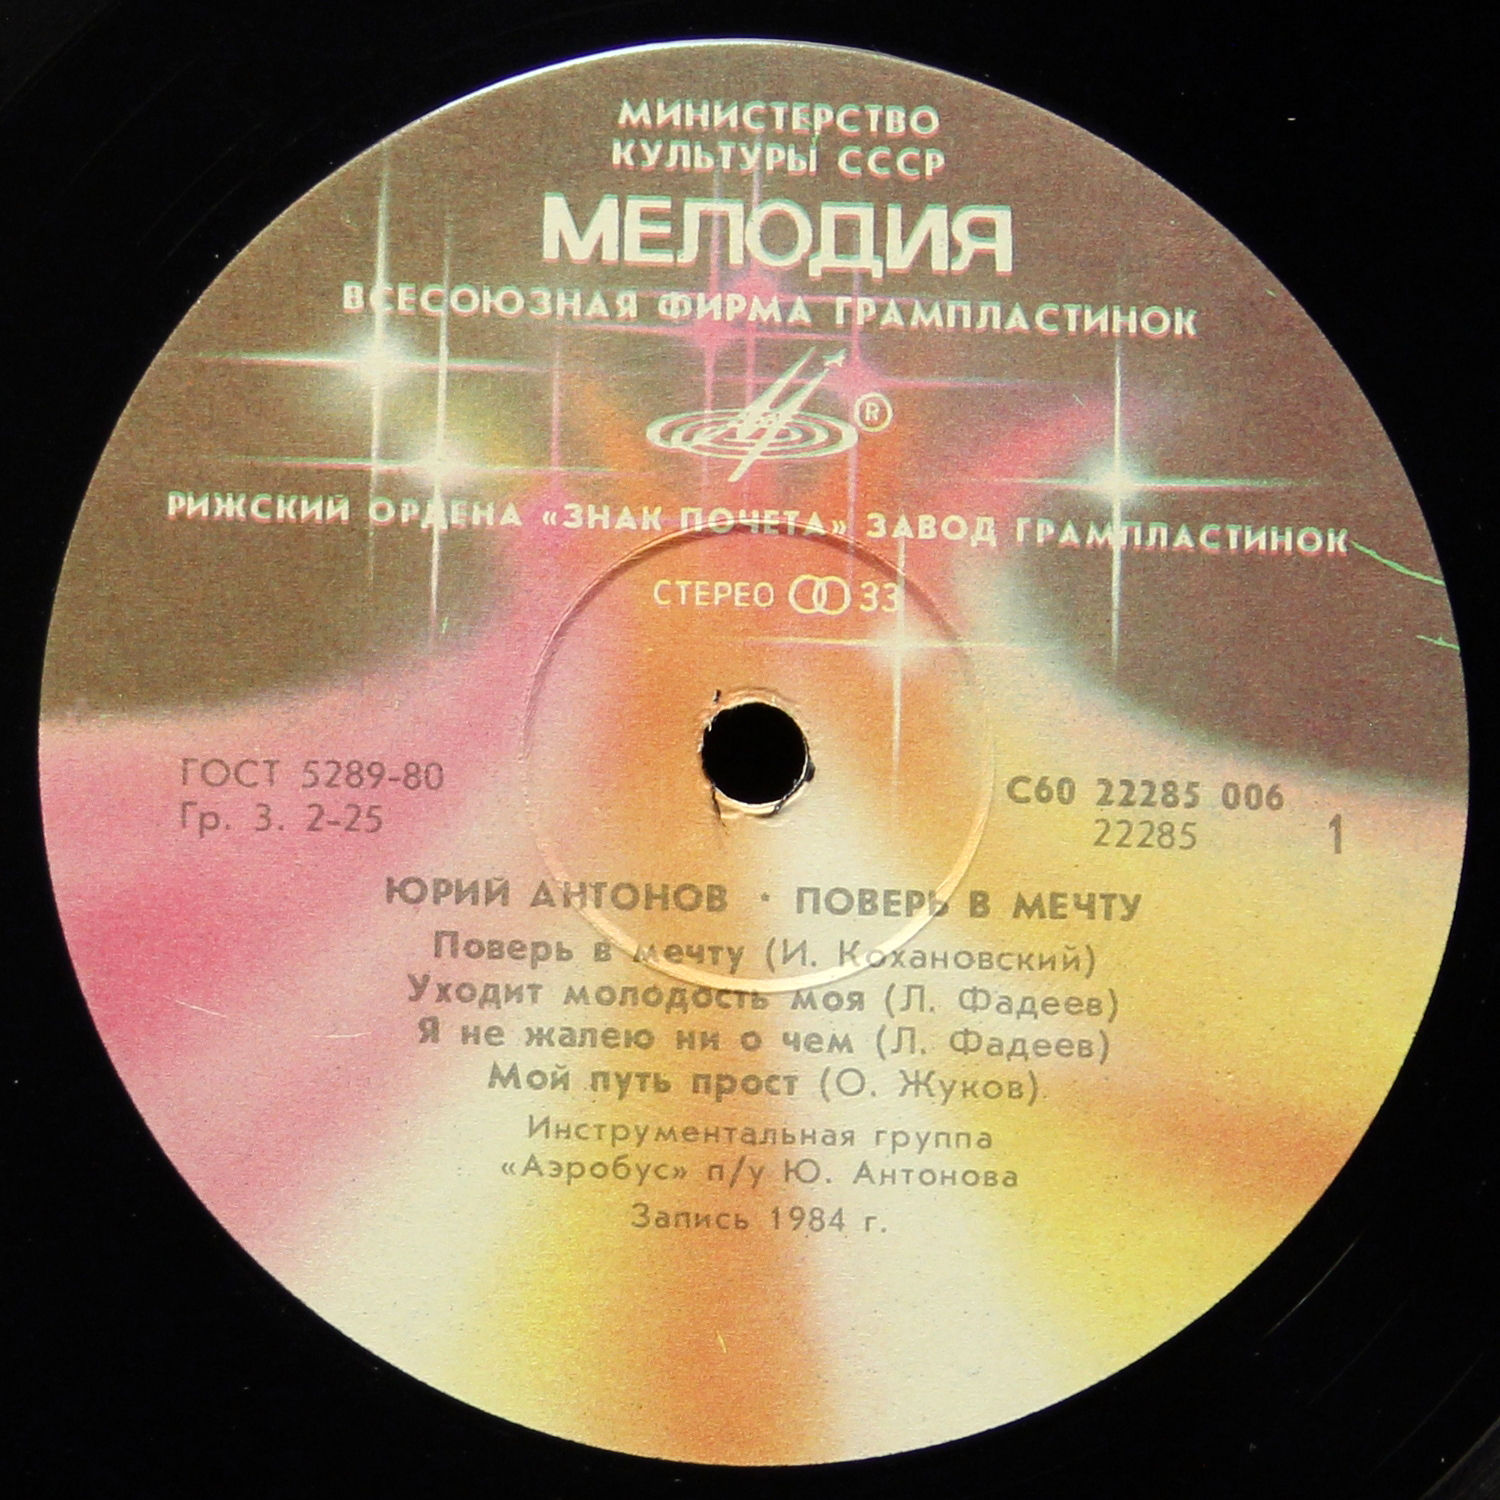 МИНИСТЕРСТВО
КУЛЬТУРЫ СССР
МЕЛОДИЯ
ВСЕСОЮЗНАЯ ФИРМА ГРАМПЛАСТИНОК
®
РИЖСКИЙ ОРДЕНА «ЗНАК ПОЧЕТА» ЗАВОД ГРАМПЛАСТИНОК
СТЕРЕО 33
ГОСТ 5289-80
Гр. 3. 2-25
С60 22285 006
22285 1
ЮРИЙ АНТОНОВ · ПОВЕРЬ В МЕЧТУ
Поверь в мечту (И. Кохановский)
Уходит молодость моя (Л. Фадеев)
Я не жалею ни о чем (Л. Фадеев)
Мой путь прост (О. Жуков)
Инструментальная группа
«Аэробус» п/у Ю. Антонова
Запись 1984 г.